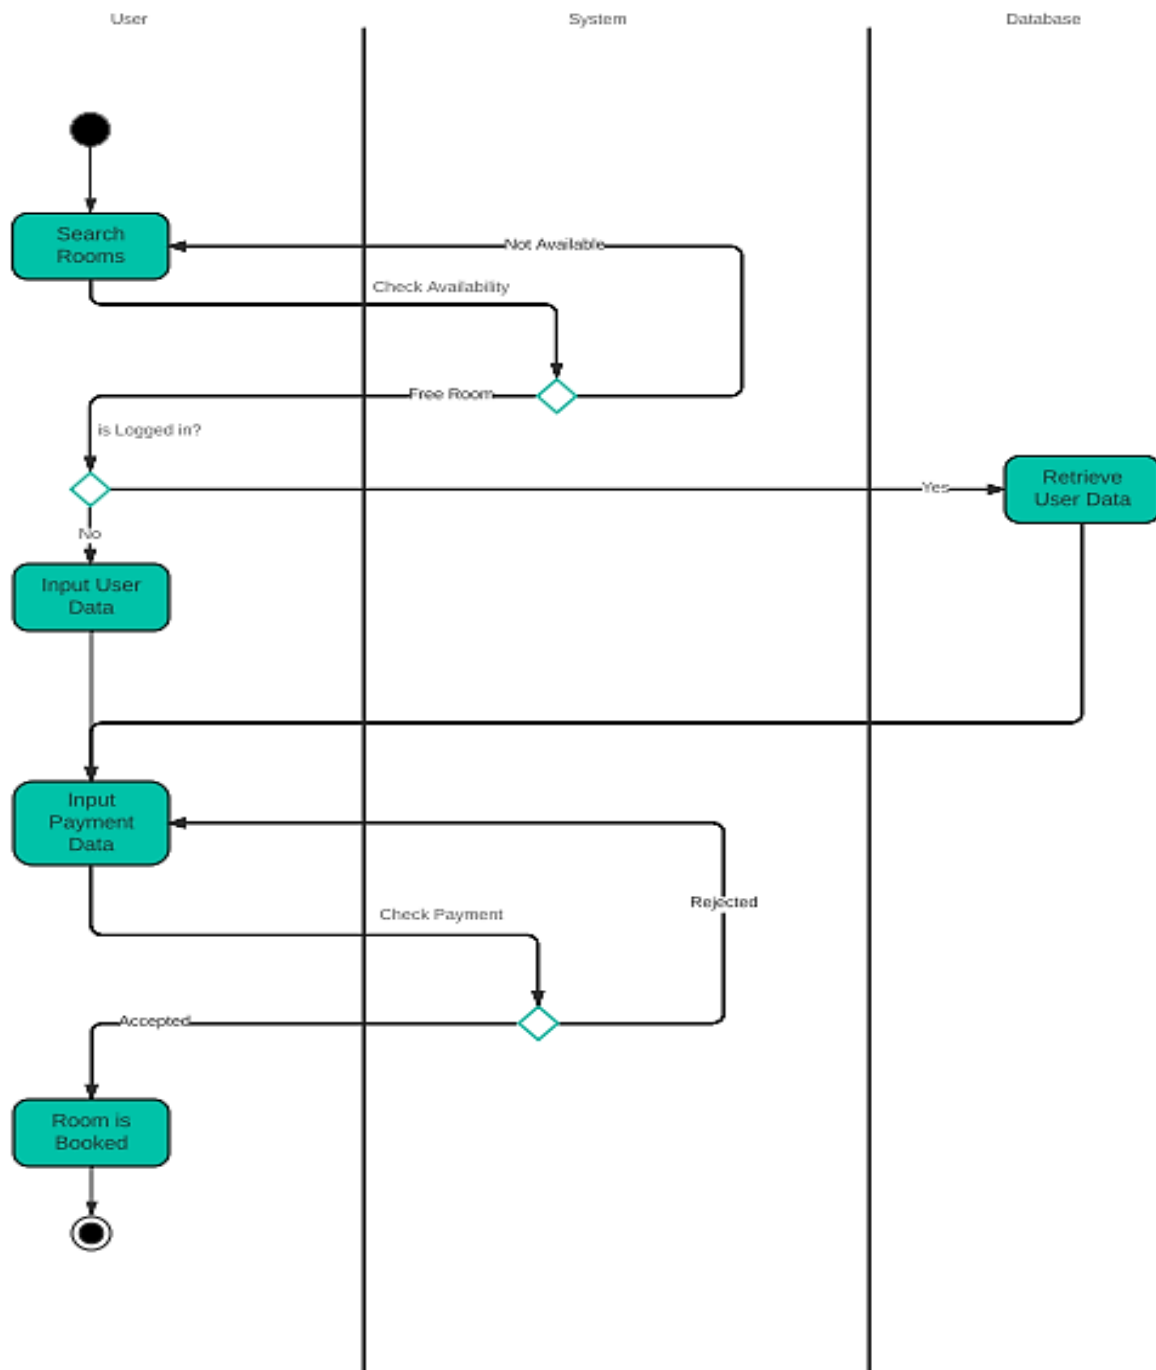 User
System
Database
Search
Rooms
Not Available
Check Availability
Free Room
is Logged in?
Yes
Retrieve
User Data
No
Input User
Data
Input
Payment
Data
Rejected
Check Payment
Accepted
Room is
Booked